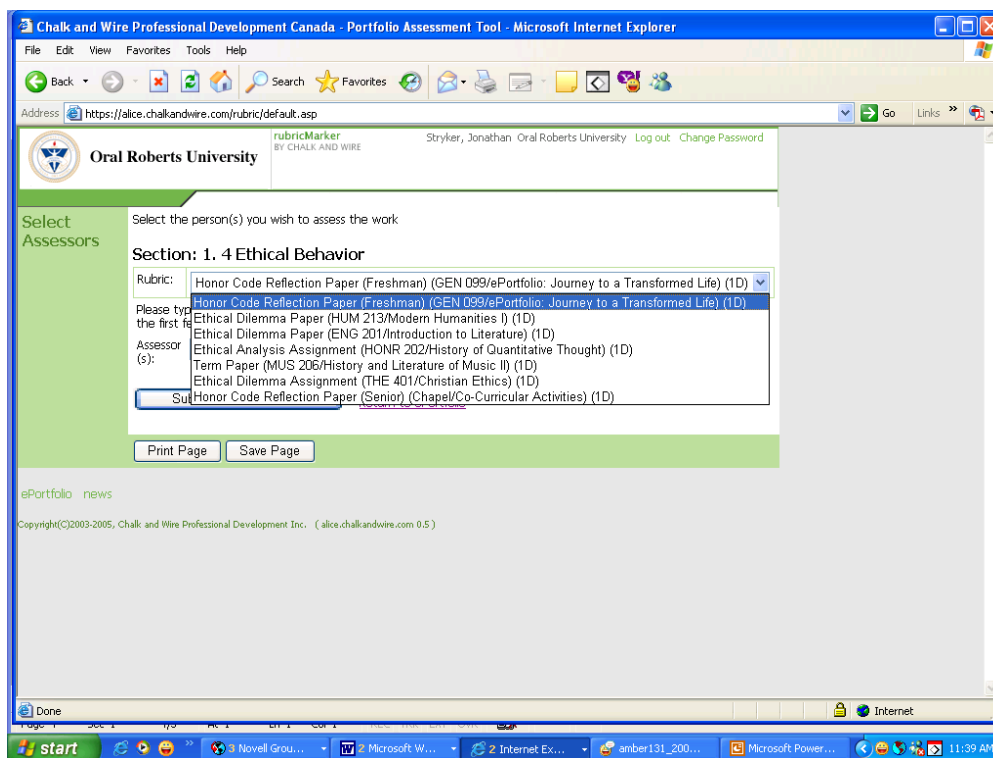 Chalk and Wire Professional Development Canada - Portfolio Assessment Tool - Microsoft Internet Explorer
File Edit View Favorites Tools Help
Back Search Favorites
Address https://alice.chalkandwire.com/rubric/default.asp Go Links »
Oral Roberts University
rubricMarker
BY CHALK AND WIRE
Stryker, Jonathan Oral Roberts University Log out Change Password
Select
Assessors
Select the person(s) you wish to assess the work
Section: 1. 4 Ethical Behavior
Rubric: Honor Code Reflection Paper (Freshman) (GEN 099/ePortfolio: Journey to a Transformed Life) (1D)
Honor Code Reflection Paper (Freshman) (GEN 099/ePortfolio: Journey to a Transformed Life) (1D)
Please typ
Ethical Dilemma Paper (HUM 213/Modern Humanities I) (1D)
the first fe
Ethical Dilemma Paper (ENG 201/Introduction to Literature) (1D)
Assessor
(s):
Ethical Analysis Assignment (HONR 202/History of Quantitative Thought) (1D)
Term Paper (MUS 206/History and Literature of Music II) (1D)
Ethical Dilemma Assignment (THE 401/Christian Ethics) (1D)
Honor Code Reflection Paper (Senior) (Chapel/Co-Curricular Activities) (1D)
Su
Print Page Save Page
ePortfolio news
Copyright(C)2003-2005, Chalk and Wire Professional Development Inc. ( alice.chalkandwire.com 0.5 )
Done Internet
start » 3 Novell Grou... 2 Microsoft W... 2 Internet Ex... amber131_200... Microsoft Power... 11:39 AM